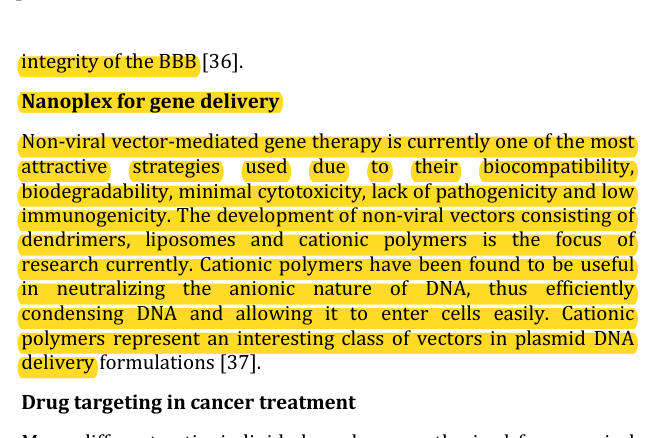 integrity of the BBB [36].
Nanoplex for gene delivery
Non-viral vector-mediated gene therapy is currently one of the most
attractive strategies used due to their biocompatibility,
biodegradability, minimal cytotoxicity, lack of pathogenicity and low
immunogenicity. The development of non-viral vectors consisting of
dendrimers, liposomes and cationic polymers is the focus of
research currently. Cationic polymers have been found to be useful
in neutralizing the anionic nature of DNA, thus efficiently
condensing DNA and allowing it to enter cells easily. Cationic
polymers represent an interesting class of vectors in plasmid DNA
delivery formulations [37].
Drug targeting in cancer treatment